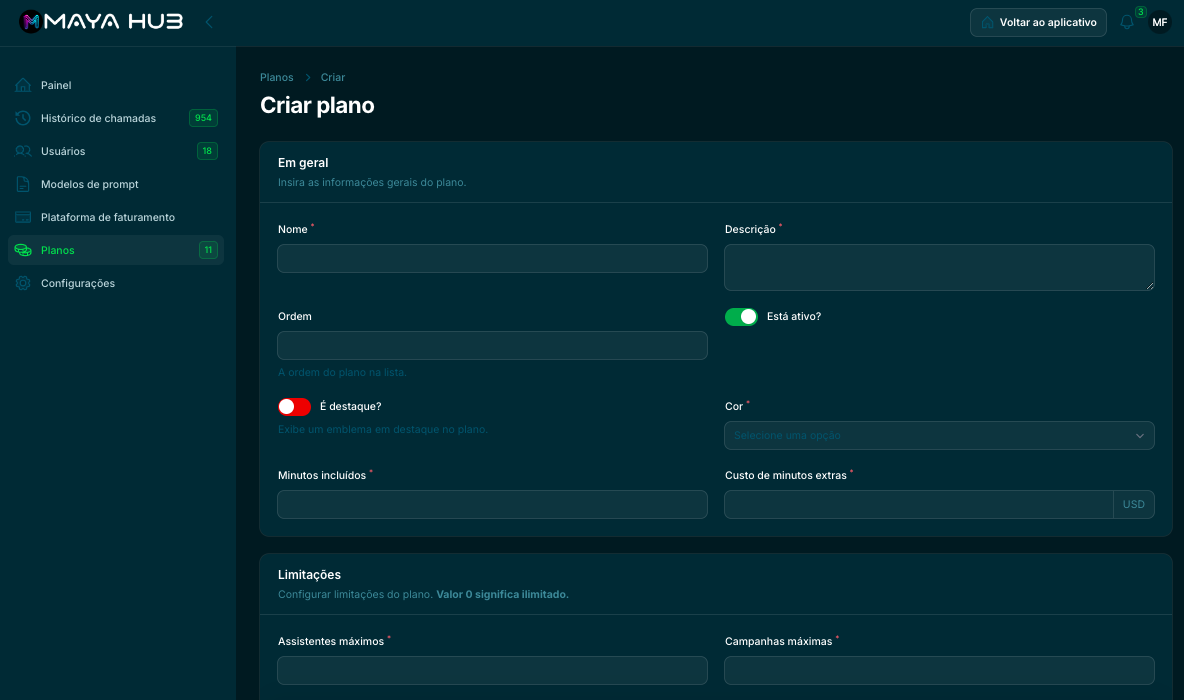 MAYA HUB
Voltar ao aplicativo
3
MF
Painel
Histórico de chamadas 954
Usuários 18
Modelos de prompt
Plataforma de faturamento
Planos 11
Configurações
Planos > Criar
Criar plano
Em geral
Insira as informações gerais do plano.
Nome *
Descrição *
Ordem
A ordem do plano na lista.
Está ativo?
É destaque?
Exibe um emblema em destaque no plano.
Cor *
Selecione uma opção
Minutos incluídos *
Custo de minutos extras *
USD
Limitações
Configurar limitações do plano. Valor 0 significa ilimitado.
Assistentes máximos *
Campanhas máximas *